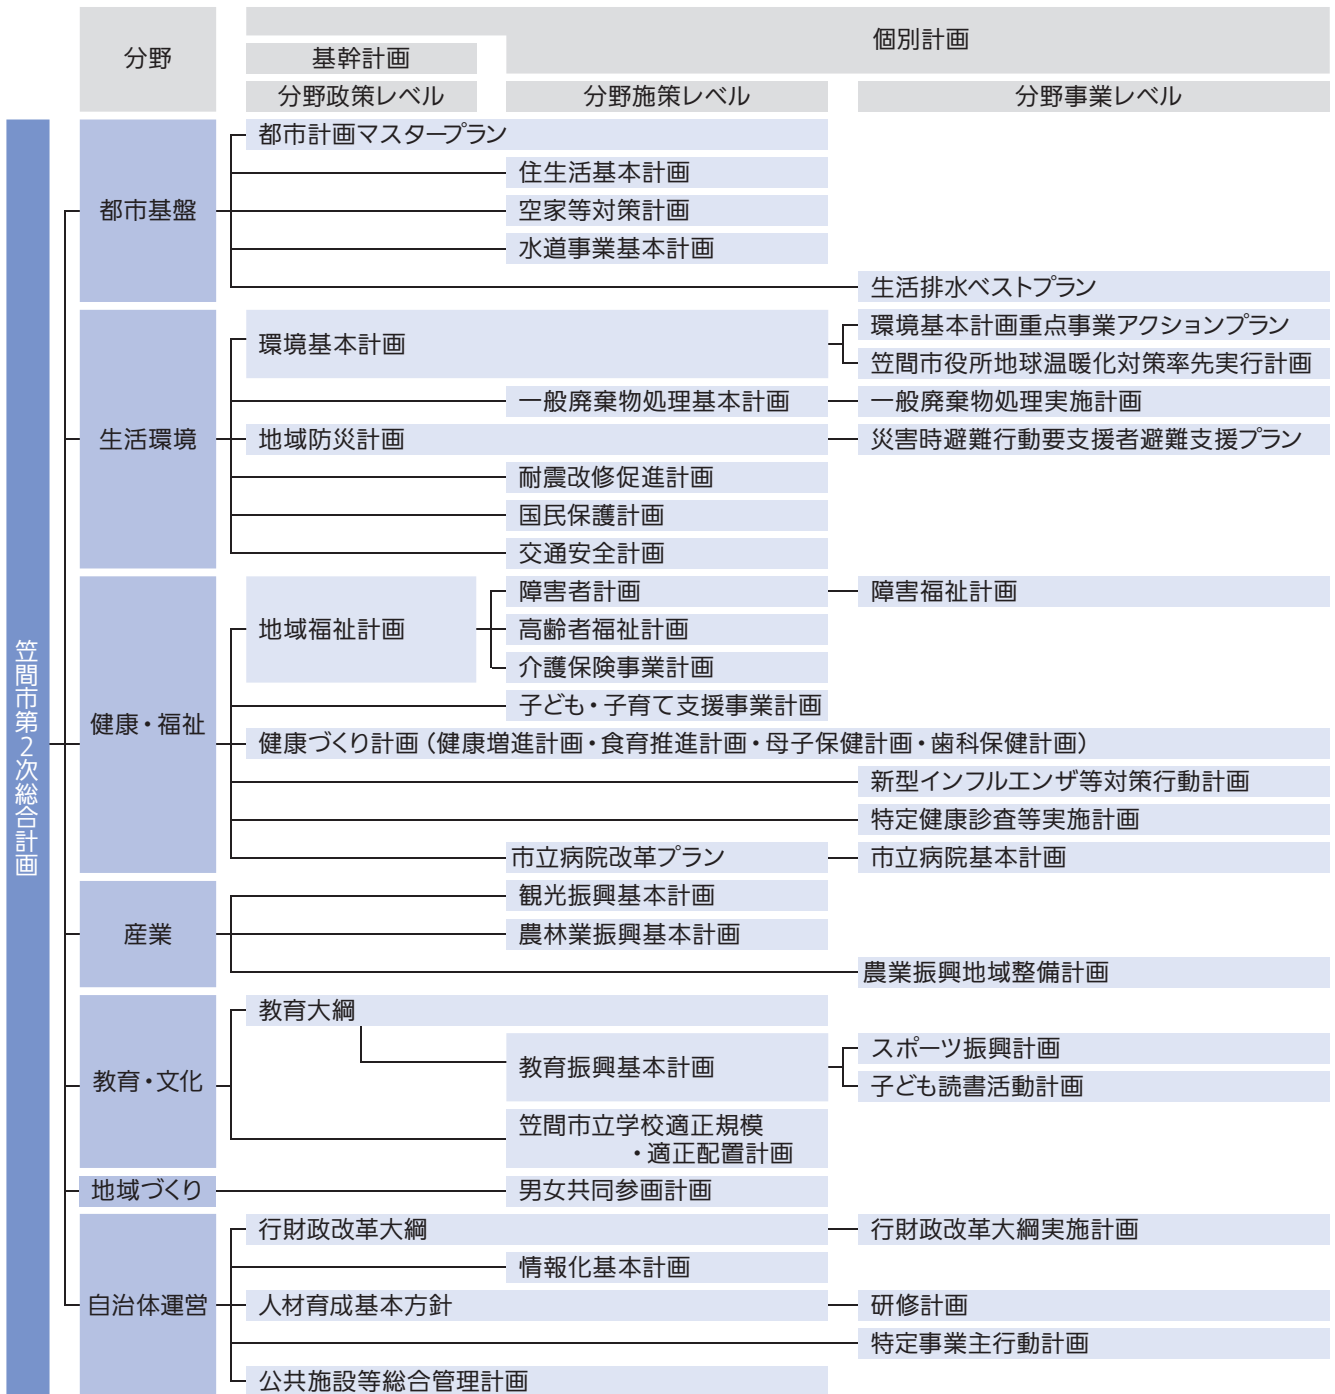 分野
個別計画
基幹計画
分野政策レベル
分野施策レベル
分野事業レベル
笠間市第2次総合計画
都市基盤
都市計画マスタープラン
住生活基本計画
空家等対策計画
水道事業基本計画
生活排水ベストプラン
生活環境
環境基本計画
環境基本計画重点事業アクションプラン
笠間市役所地球温暖化対策率先実行計画
一般廃棄物処理基本計画
一般廃棄物処理実施計画
地域防災計画
災害時避難行動要支援者避難支援プラン
耐震改修促進計画
国民保護計画
交通安全計画
健康・福祉
地域福祉計画
障害者計画
障害福祉計画
高齢者福祉計画
介護保険事業計画
子ども・子育て支援事業計画
健康づくり計画（健康増進計画・食育推進計画・母子保健計画・歯科保健計画）
新型インフルエンザ等対策行動計画
特定健康診査等実施計画
市立病院改革プラン
市立病院基本計画
産業
観光振興基本計画
農林業振興基本計画
農業振興地域整備計画
教育・文化
教育大綱
教育振興基本計画
スポーツ振興計画
子ども読書活動計画
笠間市立学校適正規模
・適正配置計画
地域づくり
男女共同参画計画
自治体運営
行財政改革大綱
行財政改革大綱実施計画
情報化基本計画
人材育成基本方針
研修計画
特定事業主行動計画
公共施設等総合管理計画